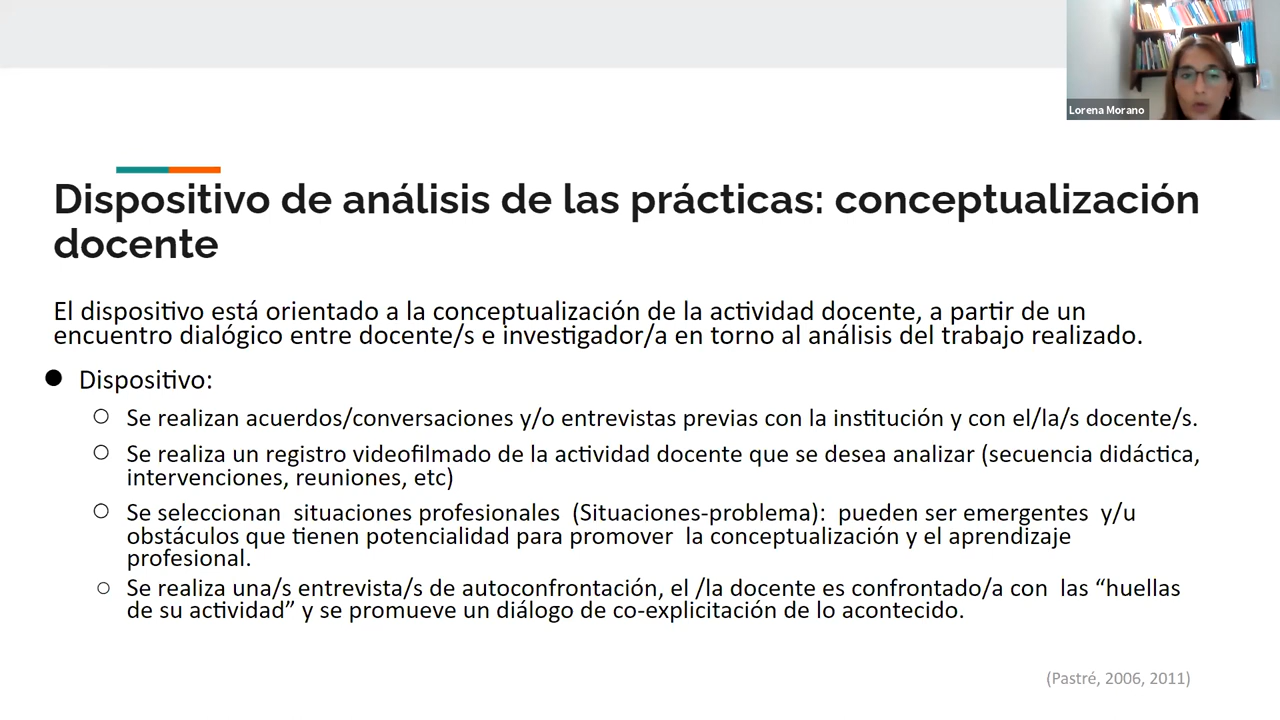 Lorena Morano
Dispositivo de análisis de las prácticas: conceptualización
docente
El dispositivo está orientado a la conceptualización de la actividad docente, a partir de un
encuentro dialógico entre docente/s e investigador/a en torno al análisis del trabajo realizado.
● Dispositivo:
○ Se realizan acuerdos/conversaciones y/o entrevistas previas con la institución y con el/la/s docente/s.
○ Se realiza un registro videofilmado de la actividad docente que se desea analizar (secuencia didáctica,
intervenciones, reuniones, etc)
○ Se seleccionan situaciones profesionales (Situaciones-problema): pueden ser emergentes y/u
obstáculos que tienen potencialidad para promover la conceptualización y el aprendizaje
profesional.
○ Se realiza una/s entrevista/s de autoconfrontación, el /la docente es confrontado/a con las “huellas
de su actividad” y se promueve un diálogo de co-explicitación de lo acontecido.
(Pastré, 2006, 2011)